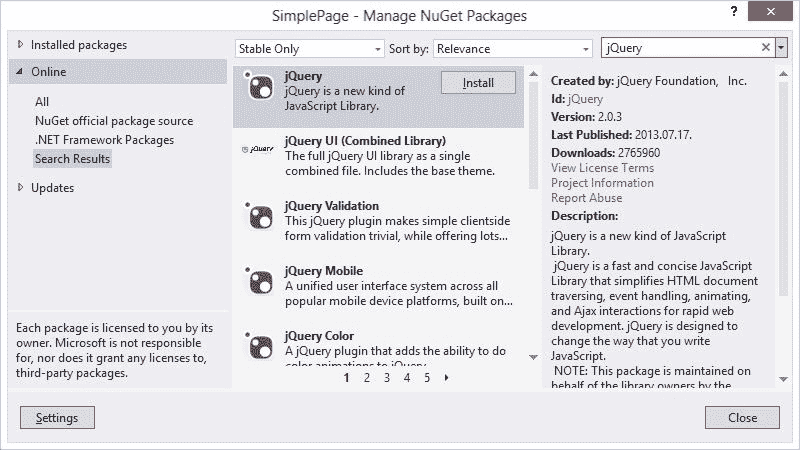 SimplePage - Manage NuGet Packages
?
Installed packages
Online
All
NuGet official package source
.NET Framework Packages
Search Results
Updates
Each package is licensed to you by its
owner. Microsoft is not responsible
for, nor does it grant any licenses to,
third-party packages.
Settings
Stable Only
Sort by:
Relevance
jQuery
jQuery is a new kind of
JavaScript Library.
Install
jQuery
jQuery UI (Combined Library)
The full jQuery UI library as a single
combined file. Includes the base theme.
jQuery Validation
This jQuery plugin makes simple clientside
form validation trivial, while offering lots...
jQuery Mobile
A unified user interface system across all
popular mobile device platforms, built on...
jQuery Color
A jQuery plugin that adds the ability to do
color animations to jQuery
1 2 3 4 5
jQuery
Created by: jQuery Foundation, Inc.
Id: jQuery
Version: 2.0.3
Last Published: 2013.07.17.
Downloads: 2765960
View License Terms
Project Information
Report Abuse
Description:
jQuery is a new kind of JavaScript
Library.
jQuery is a fast and concise JavaScript
Library that simplifies HTML document
traversing, event handling, animating,
and Ajax interactions for rapid web
development. jQuery is designed to
change the way that you write
JavaScript.
NOTE: This package is maintained on
behalf of the library owners by the
Close